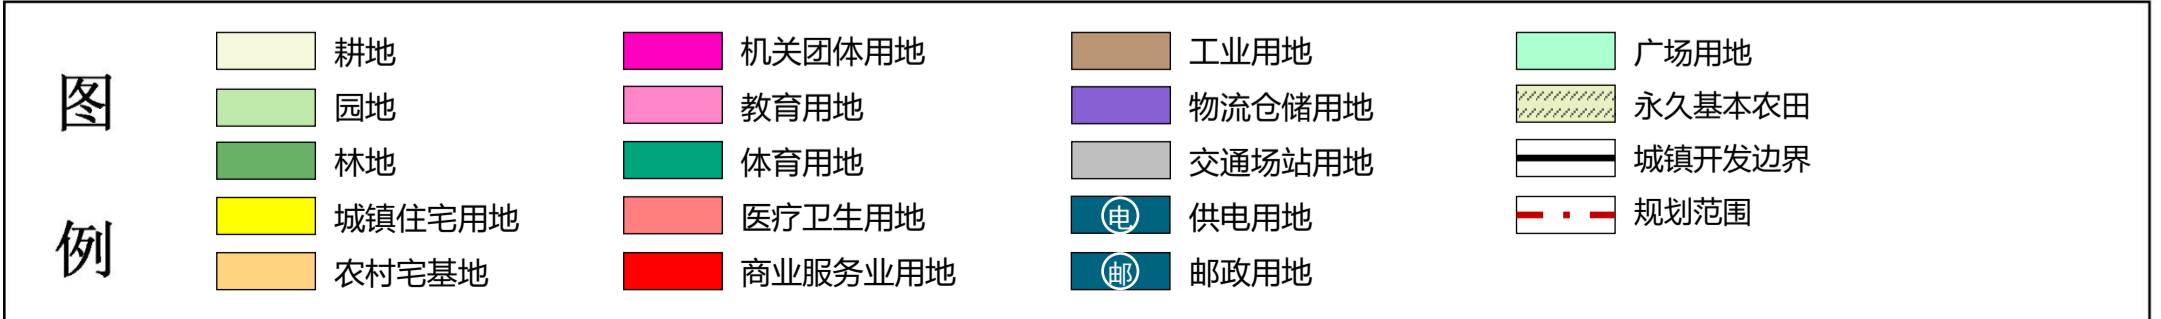 图例
耕地
园地
林地
城镇住宅用地
农村宅基地
机关团体用地
教育用地
体育用地
医疗卫生用地
商业服务业用地
工业用地
物流仓储用地
交通场站用地
电 供电用地
邮 邮政用地
广场用地
永久基本农田
城镇开发边界
规划范围